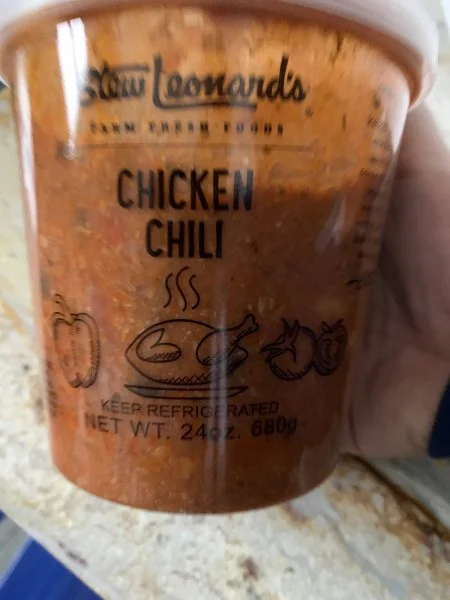 Stew Leonard's
FARM FRESH FOODS
CHICKEN
CHILI
KEEP REFRIGERATED
NET WT. 24oz. 680g